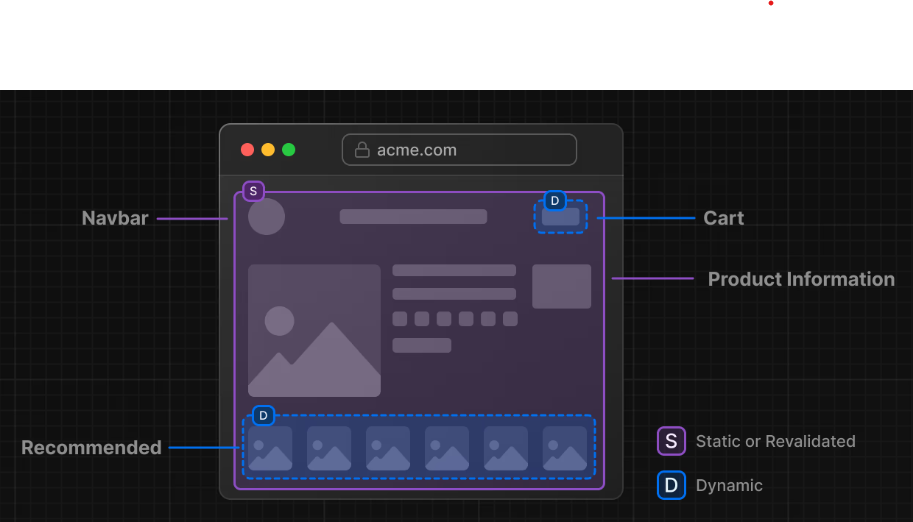 acme.com
S
D
Navbar
Cart
Product Information
D
Recommended
S Static or Revalidated
D Dynamic